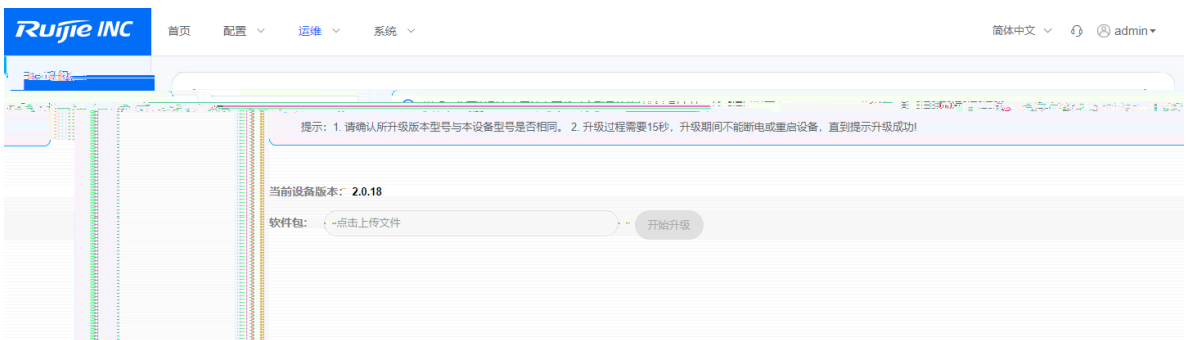 Ruijie INC 首页 配置 运维 系统 简体中文 admin
提示：1. 请确认所升级版本型号与本设备型号是否相同。 2. 升级过程需要15秒，升级期间不能断电或重启设备，直到提示升级成功!
当前设备版本： 2.0.18
软件包： 点击上传文件 开始升级